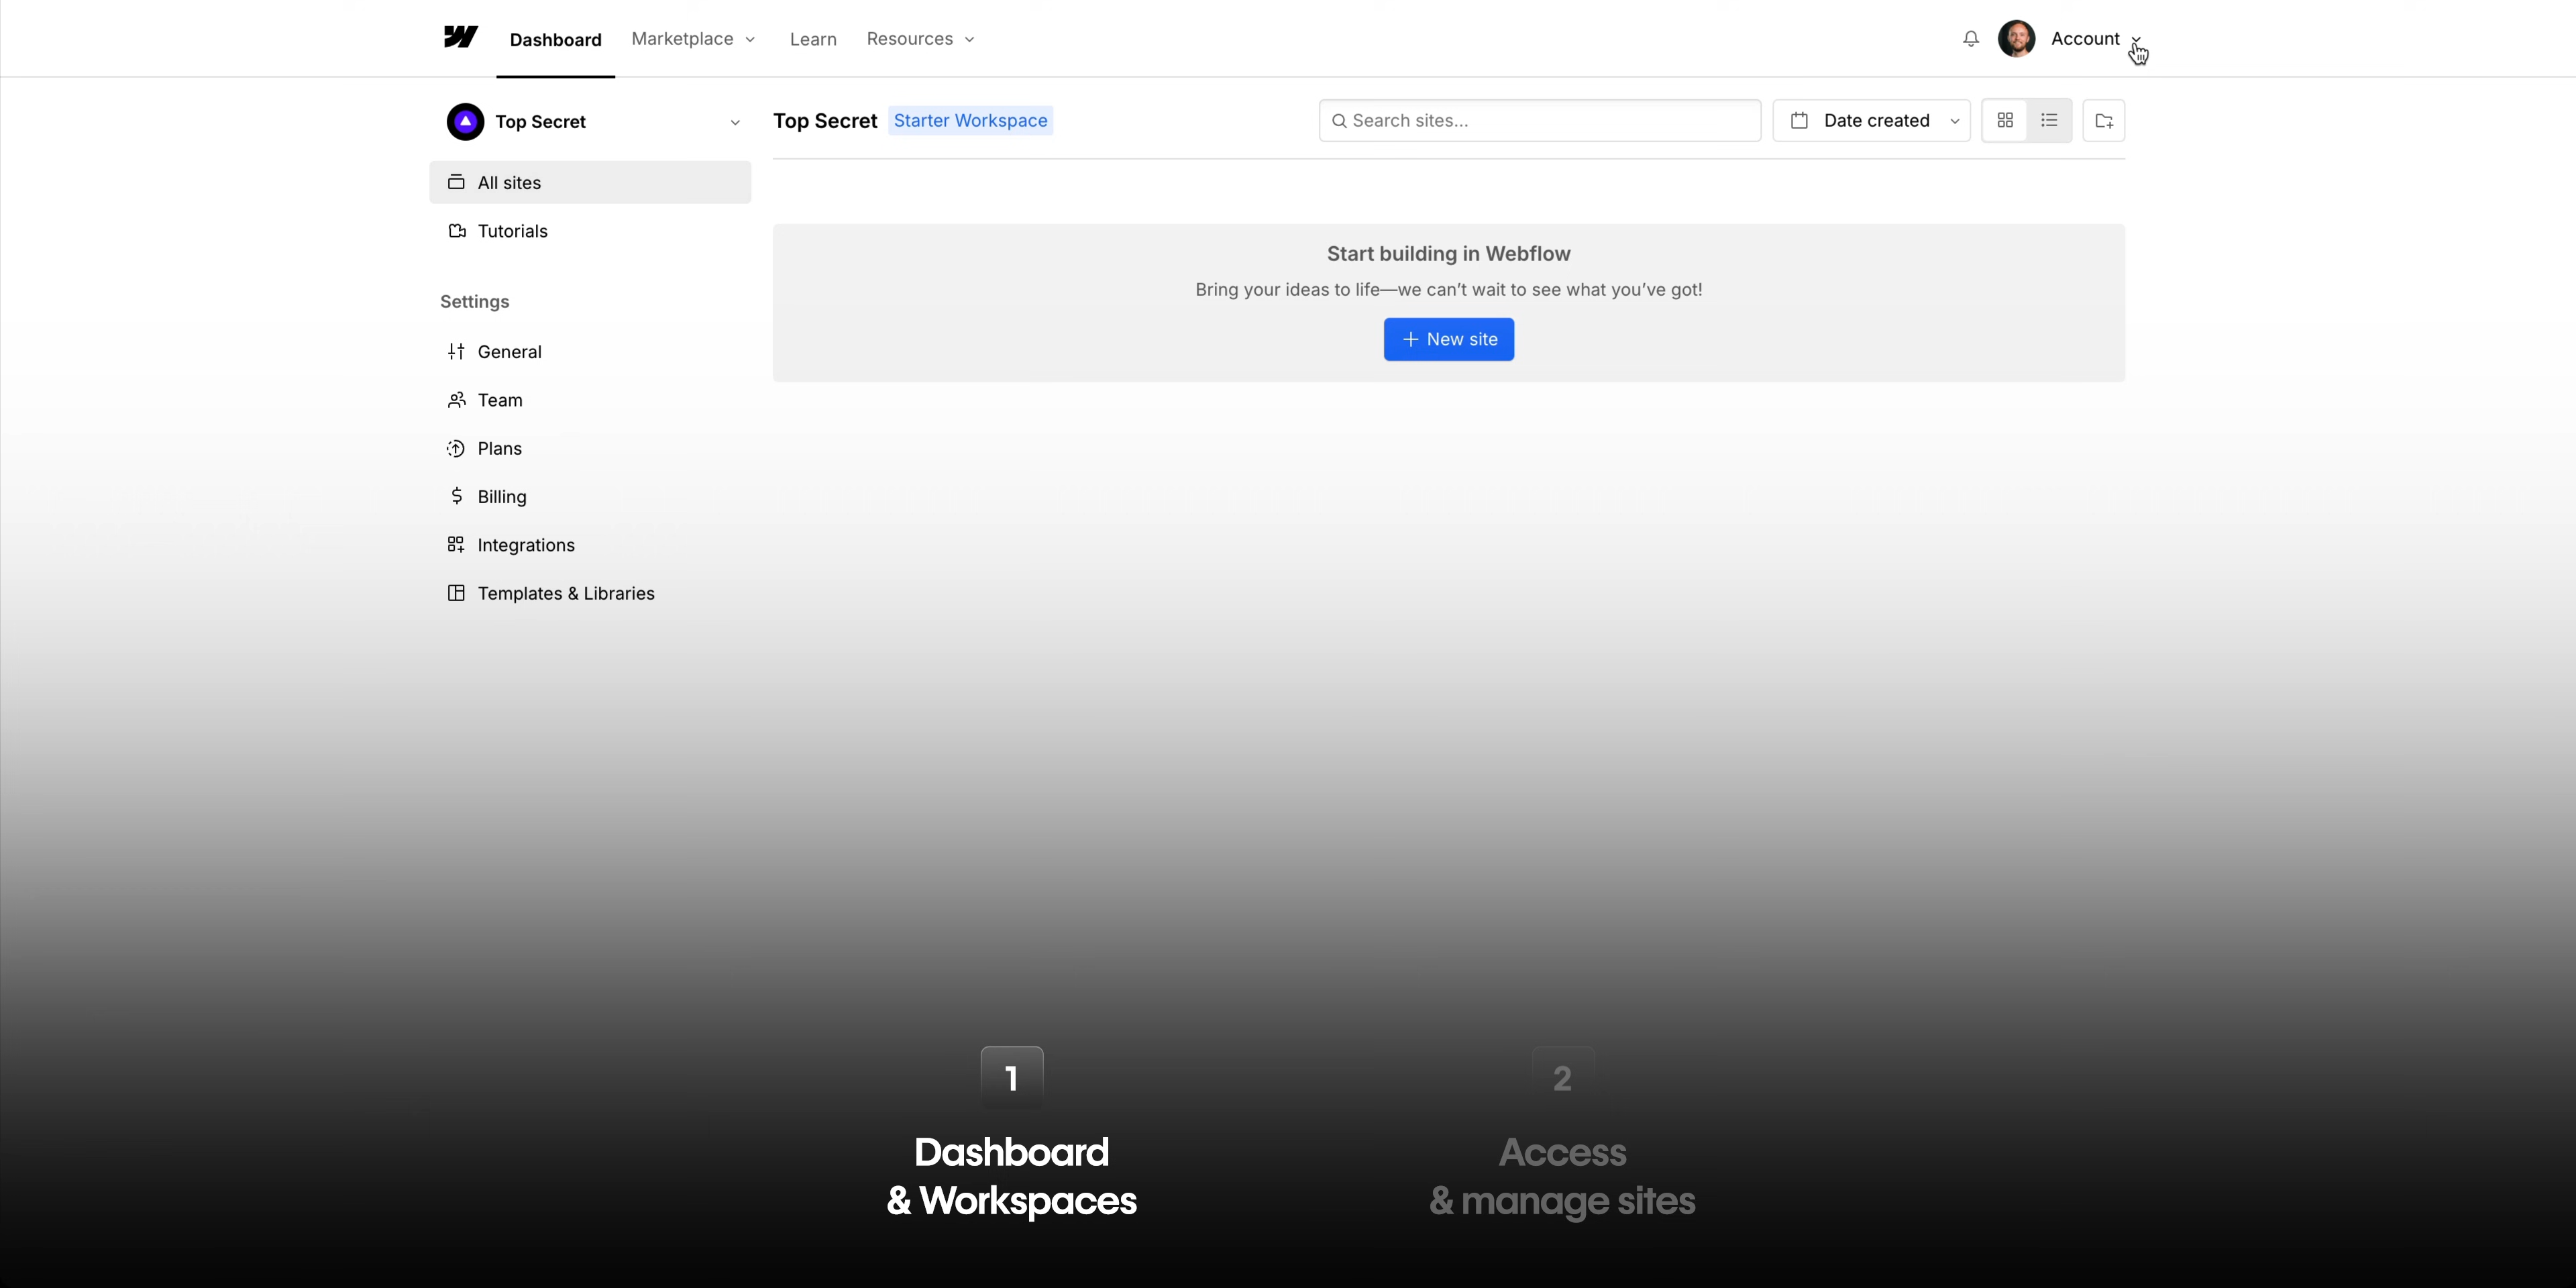 Dashboard
Marketplace
Learn
Resources
Account
Top Secret
Top Secret
Starter Workspace
Search sites...
Date created
All sites
Tutorials
Settings
General
Team
Plans
Billing
Integrations
Templates & Libraries
Start building in Webflow
Bring your ideas to life—we can't wait to see what you've got!
New site
1
Dashboard
& Workspaces
2
Access
& manage sites